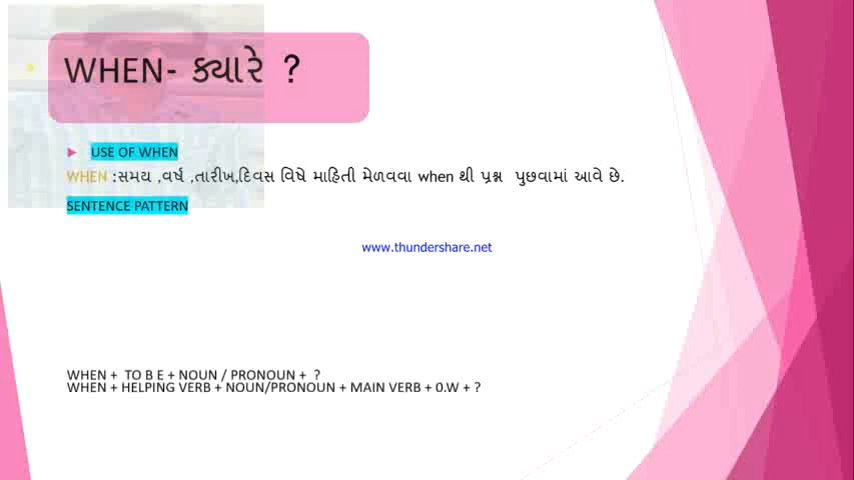 WHEN- ક્યારે ?
USE OF WHEN
WHEN :સમય ,વર્ષ ,તારીખ,દિવસ વિષે માહિતી મેળવવા when થી પ્રશ્ન પુછવામાં આવે છે.
SENTENCE PATTERN
www.thundershare.net
WHEN + TO B E + NOUN / PRONOUN + ?
WHEN + HELPING VERB + NOUN/PRONOUN + MAIN VERB + 0.W + ?